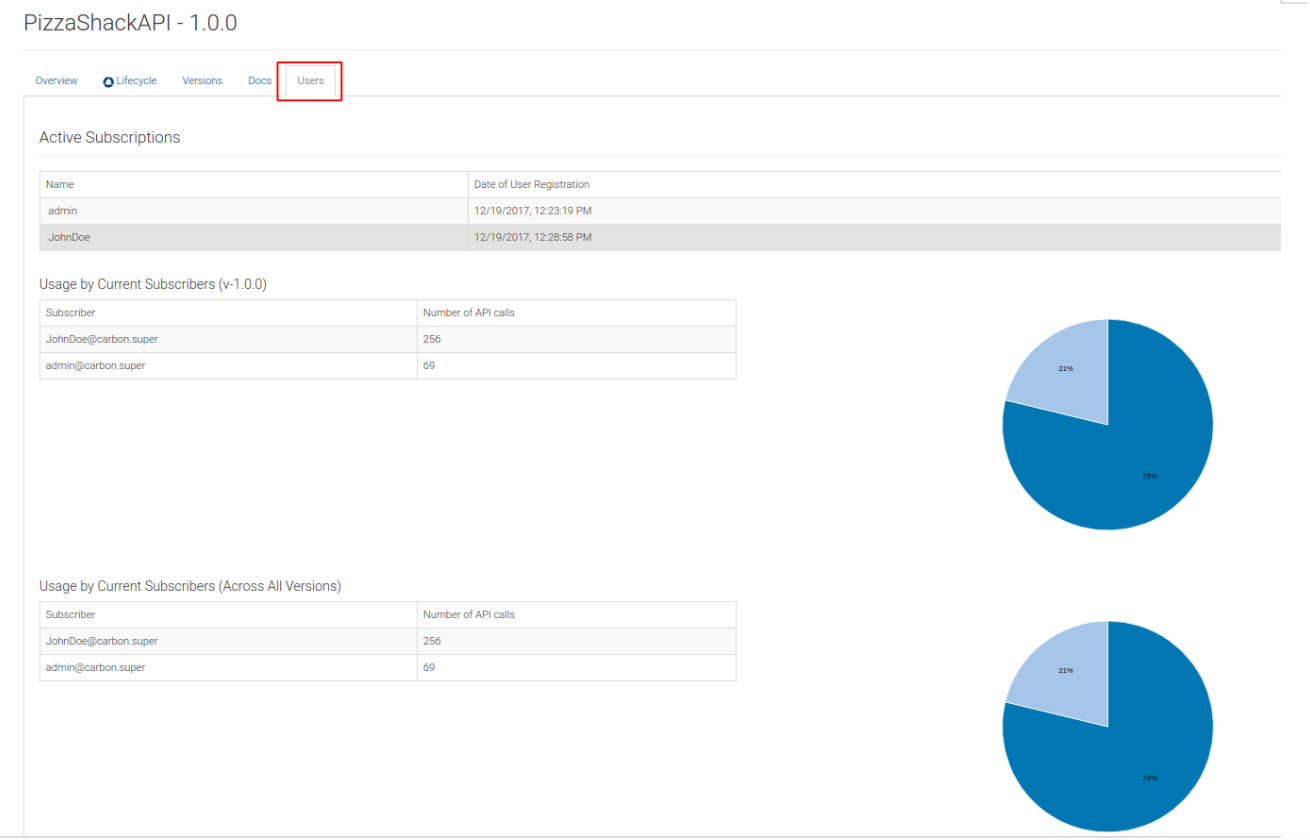 PizzaShackAPI - 1.0.0
Overview Lifecycle Versions Docs Users
Active Subscriptions
Name Date of User Registration
admin 12/19/2017, 12:23:19 PM
JohnDoe 12/19/2017, 12:28:58 PM
Usage by Current Subscribers (v-1.0.0)
Subscriber Number of API calls
JohnDoe@carbon.super 256
admin@carbon.super 69
21%
79%
Usage by Current Subscribers (Across All Versions)
Subscriber Number of API calls
JohnDoe@carbon.super 256
admin@carbon.super 69
21%
79%